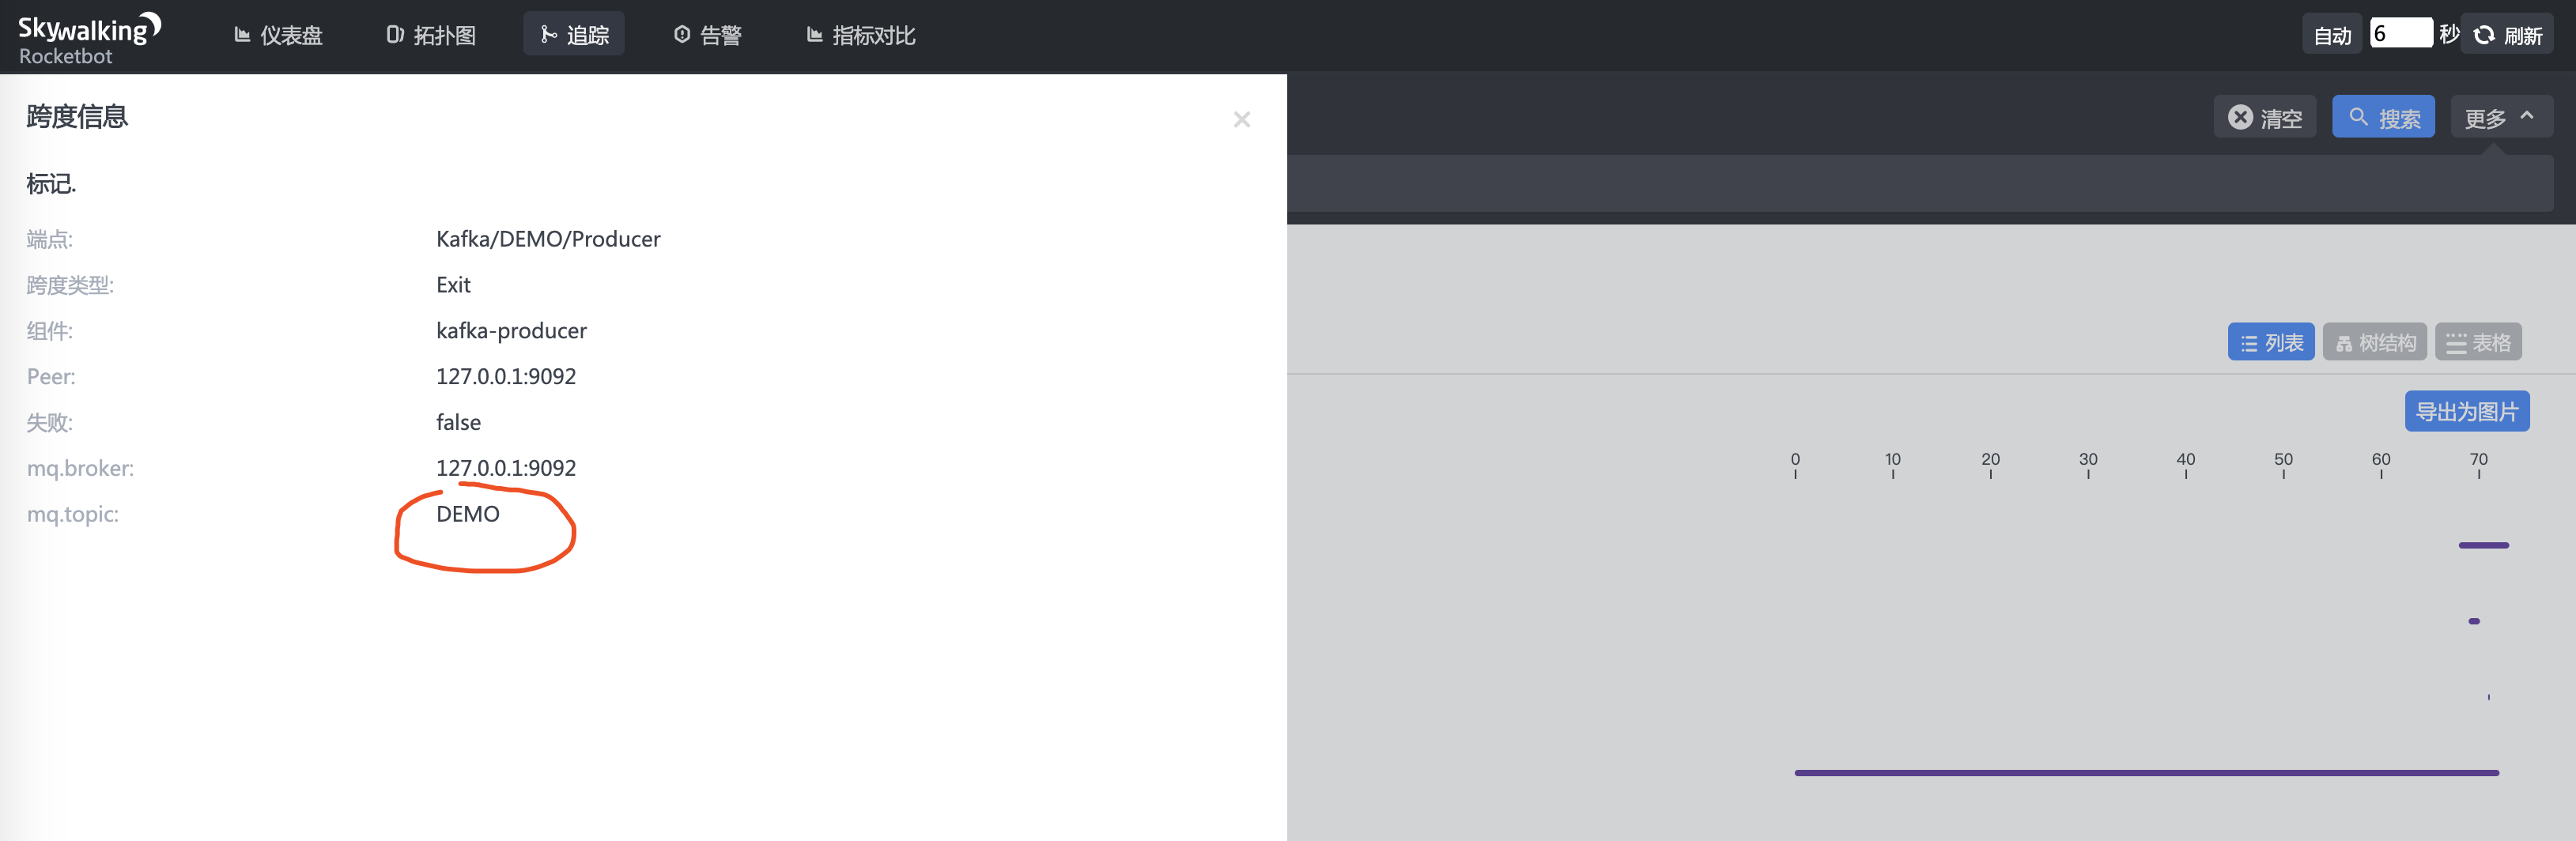 Skywalking
Rocketbot
仪表盘 拓扑图 追踪 告警 指标对比 自动 6 秒 刷新
跨度信息
清空 搜索 更多
标记.
端点: Kafka/DEMO/Producer
跨度类型: Exit
组件: kafka-producer
Peer: 127.0.0.1:9092
失败: false
mq.broker: 127.0.0.1:9092
mq.topic: DEMO
列表 树结构 表格
导出为图片
0 10 20 30 40 50 60 70